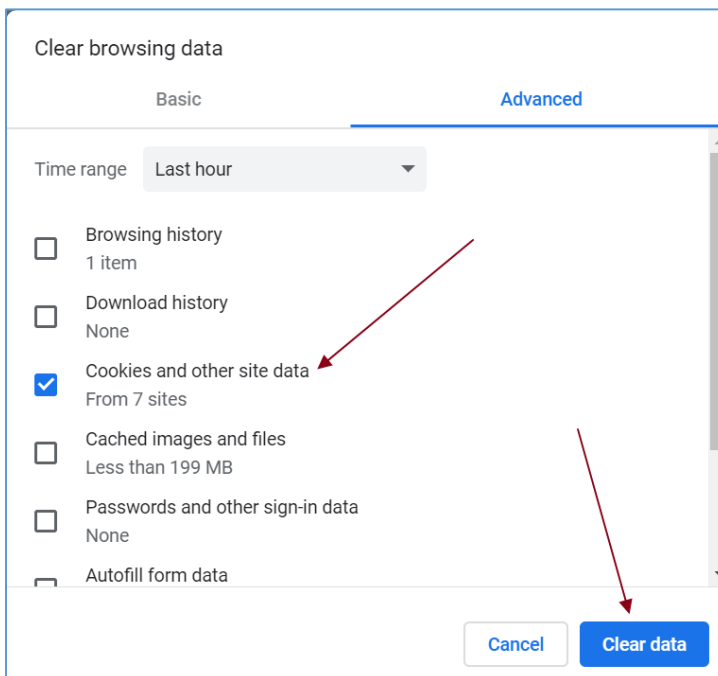 Clear browsing data
Basic
Advanced
Time range
Last hour
Browsing history
1 item
Download history
None
Cookies and other site data
From 7 sites
Cached images and files
Less than 199 MB
Passwords and other sign-in data
None
Autofill form data
Cancel
Clear data